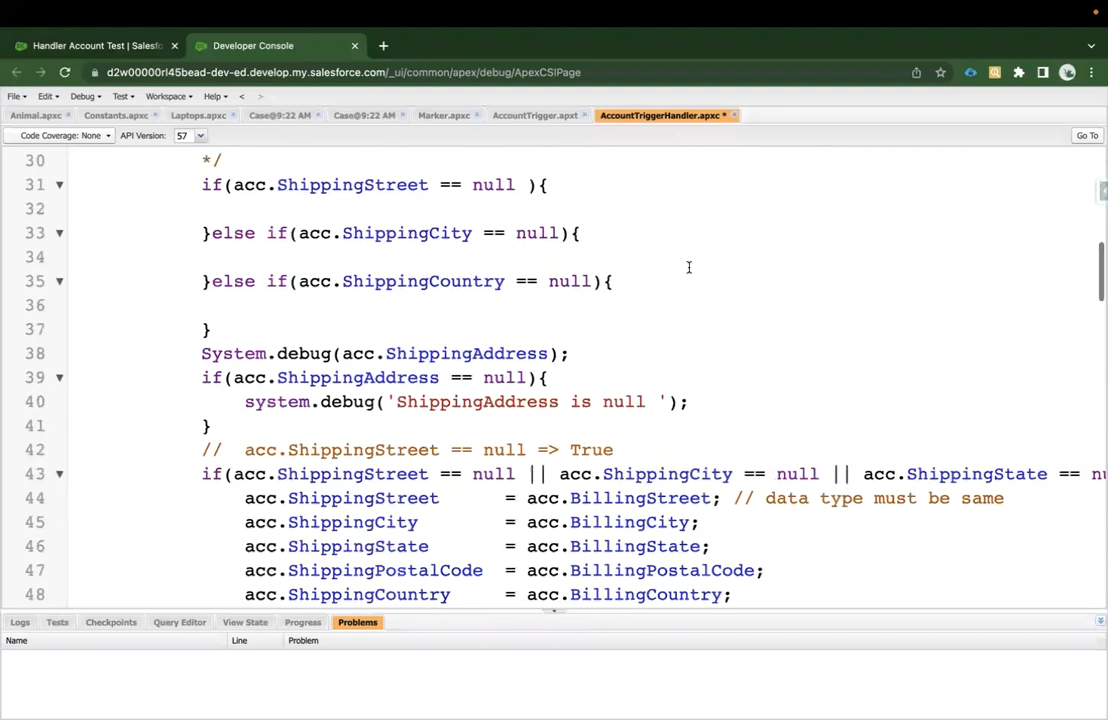 Handler Account Test | Salesfo
Developer Console
d2w00000rl45bead-dev-ed.develop.my.salesforce.com/_ui/common/apex/debug/ApexCSIPage
File Edit Debug Test Workspace Help < >
Animal.apxc Constants.apxc Laptops.apxc Case@9:22 AM Case@9:22 AM Marker.apxc AccountTrigger.apxt AccountTriggerHandler.apxc *
Code Coverage: None API Version: 57 Go To
30 */
31 if(acc.ShippingStreet == null ){
32
33 }else if(acc.ShippingCity == null){
34
35 }else if(acc.ShippingCountry == null){
36
37 }
38 System.debug(acc.ShippingAddress);
39 if(acc.ShippingAddress == null){
40 system.debug('ShippingAddress is null ');
41 }
42 // acc.ShippingStreet == null => True
43 if(acc.ShippingStreet == null || acc.ShippingCity == null || acc.ShippingState == nu
44 acc.ShippingStreet = acc.BillingStreet; // data type must be same
45 acc.ShippingCity = acc.BillingCity;
46 acc.ShippingState = acc.BillingState;
47 acc.ShippingPostalCode = acc.BillingPostalCode;
48 acc.ShippingCountry = acc.BillingCountry;
Logs Tests Checkpoints Query Editor View State Progress Problems
Name Line Problem